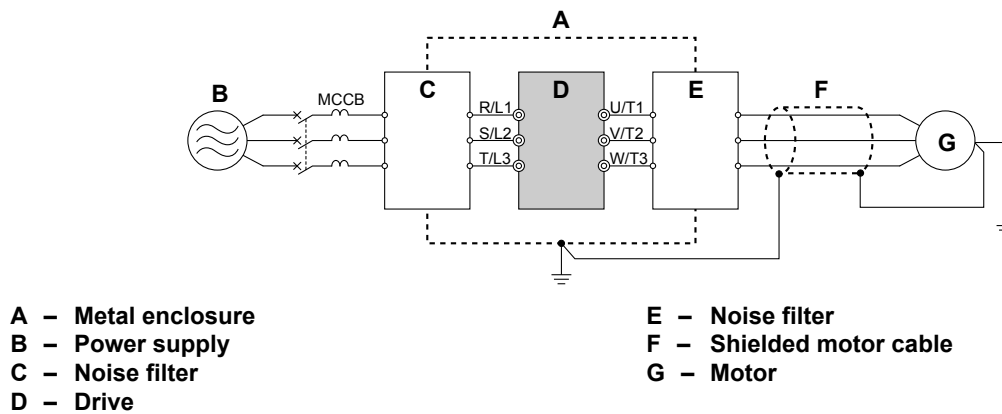 A
B
MCCB
C
R/L1
S/L2
T/L3
D
U/T1
V/T2
W/T3
E
F
G
A – Metal enclosure
B – Power supply
C – Noise filter
D – Drive
E – Noise filter
F – Shielded motor cable
G – Motor